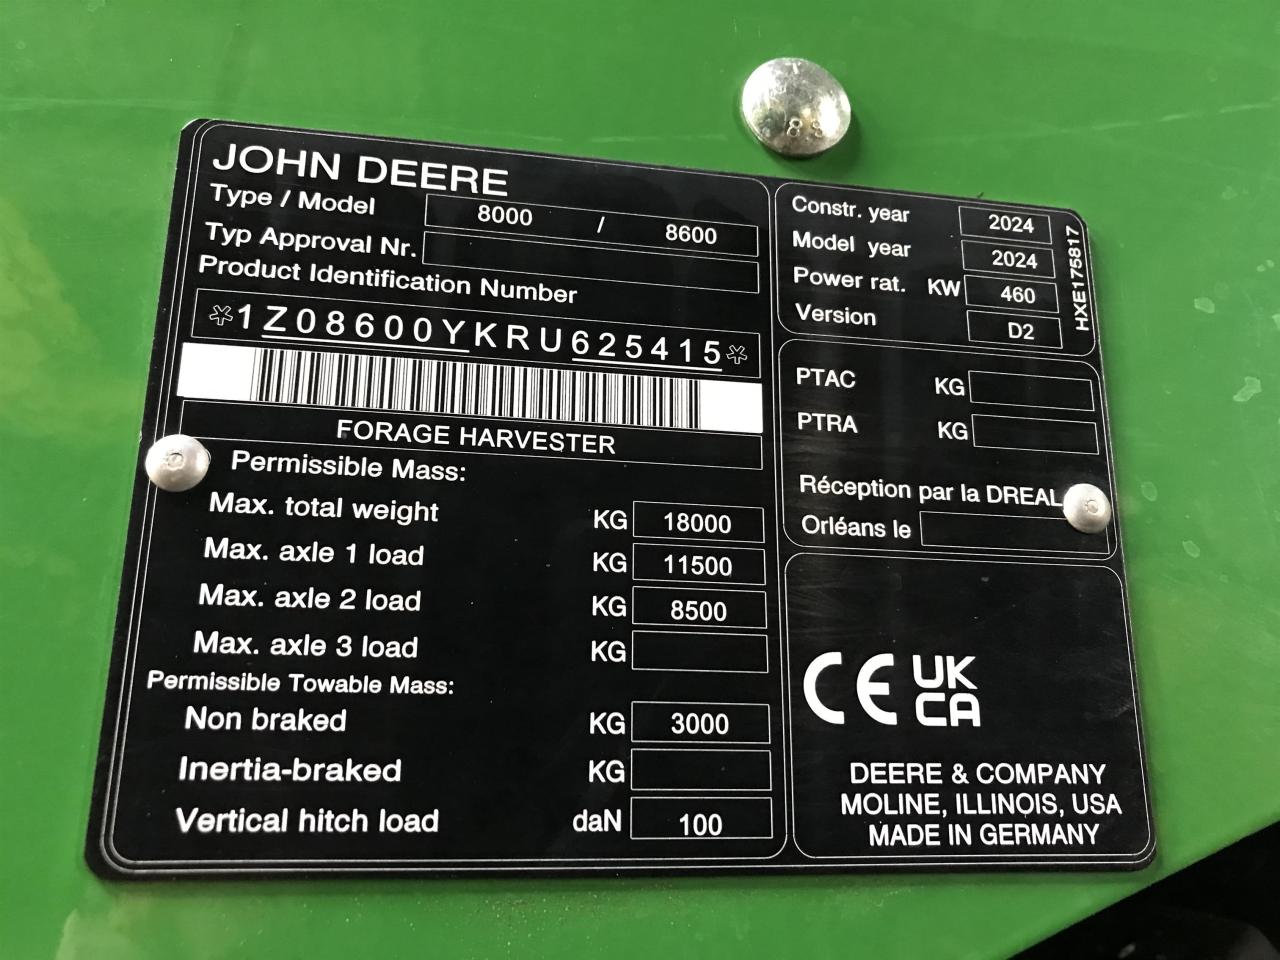 JOHN DEERE
Type / Model 8000 / 8600
Typ Approval Nr.
Product Identification Number
*1Z08600YKRU625415*
FORAGE HARVESTER
Permissible Mass:
Max. total weight KG 18000
Max. axle 1 load KG 11500
Max. axle 2 load KG 8500
Max. axle 3 load KG
Permissible Towable Mass:
Non braked KG 3000
Inertia-braked KG
Vertical hitch load daN 100
Constr. year 2024
Model year 2024
Power rat. KW 460
Version D2
HXE175817
PTAC KG
PTRA KG
Réception par la DREAL
Orléans le
CE UK
CA
DEERE & COMPANY
MOLINE, ILLINOIS, USA
MADE IN GERMANY